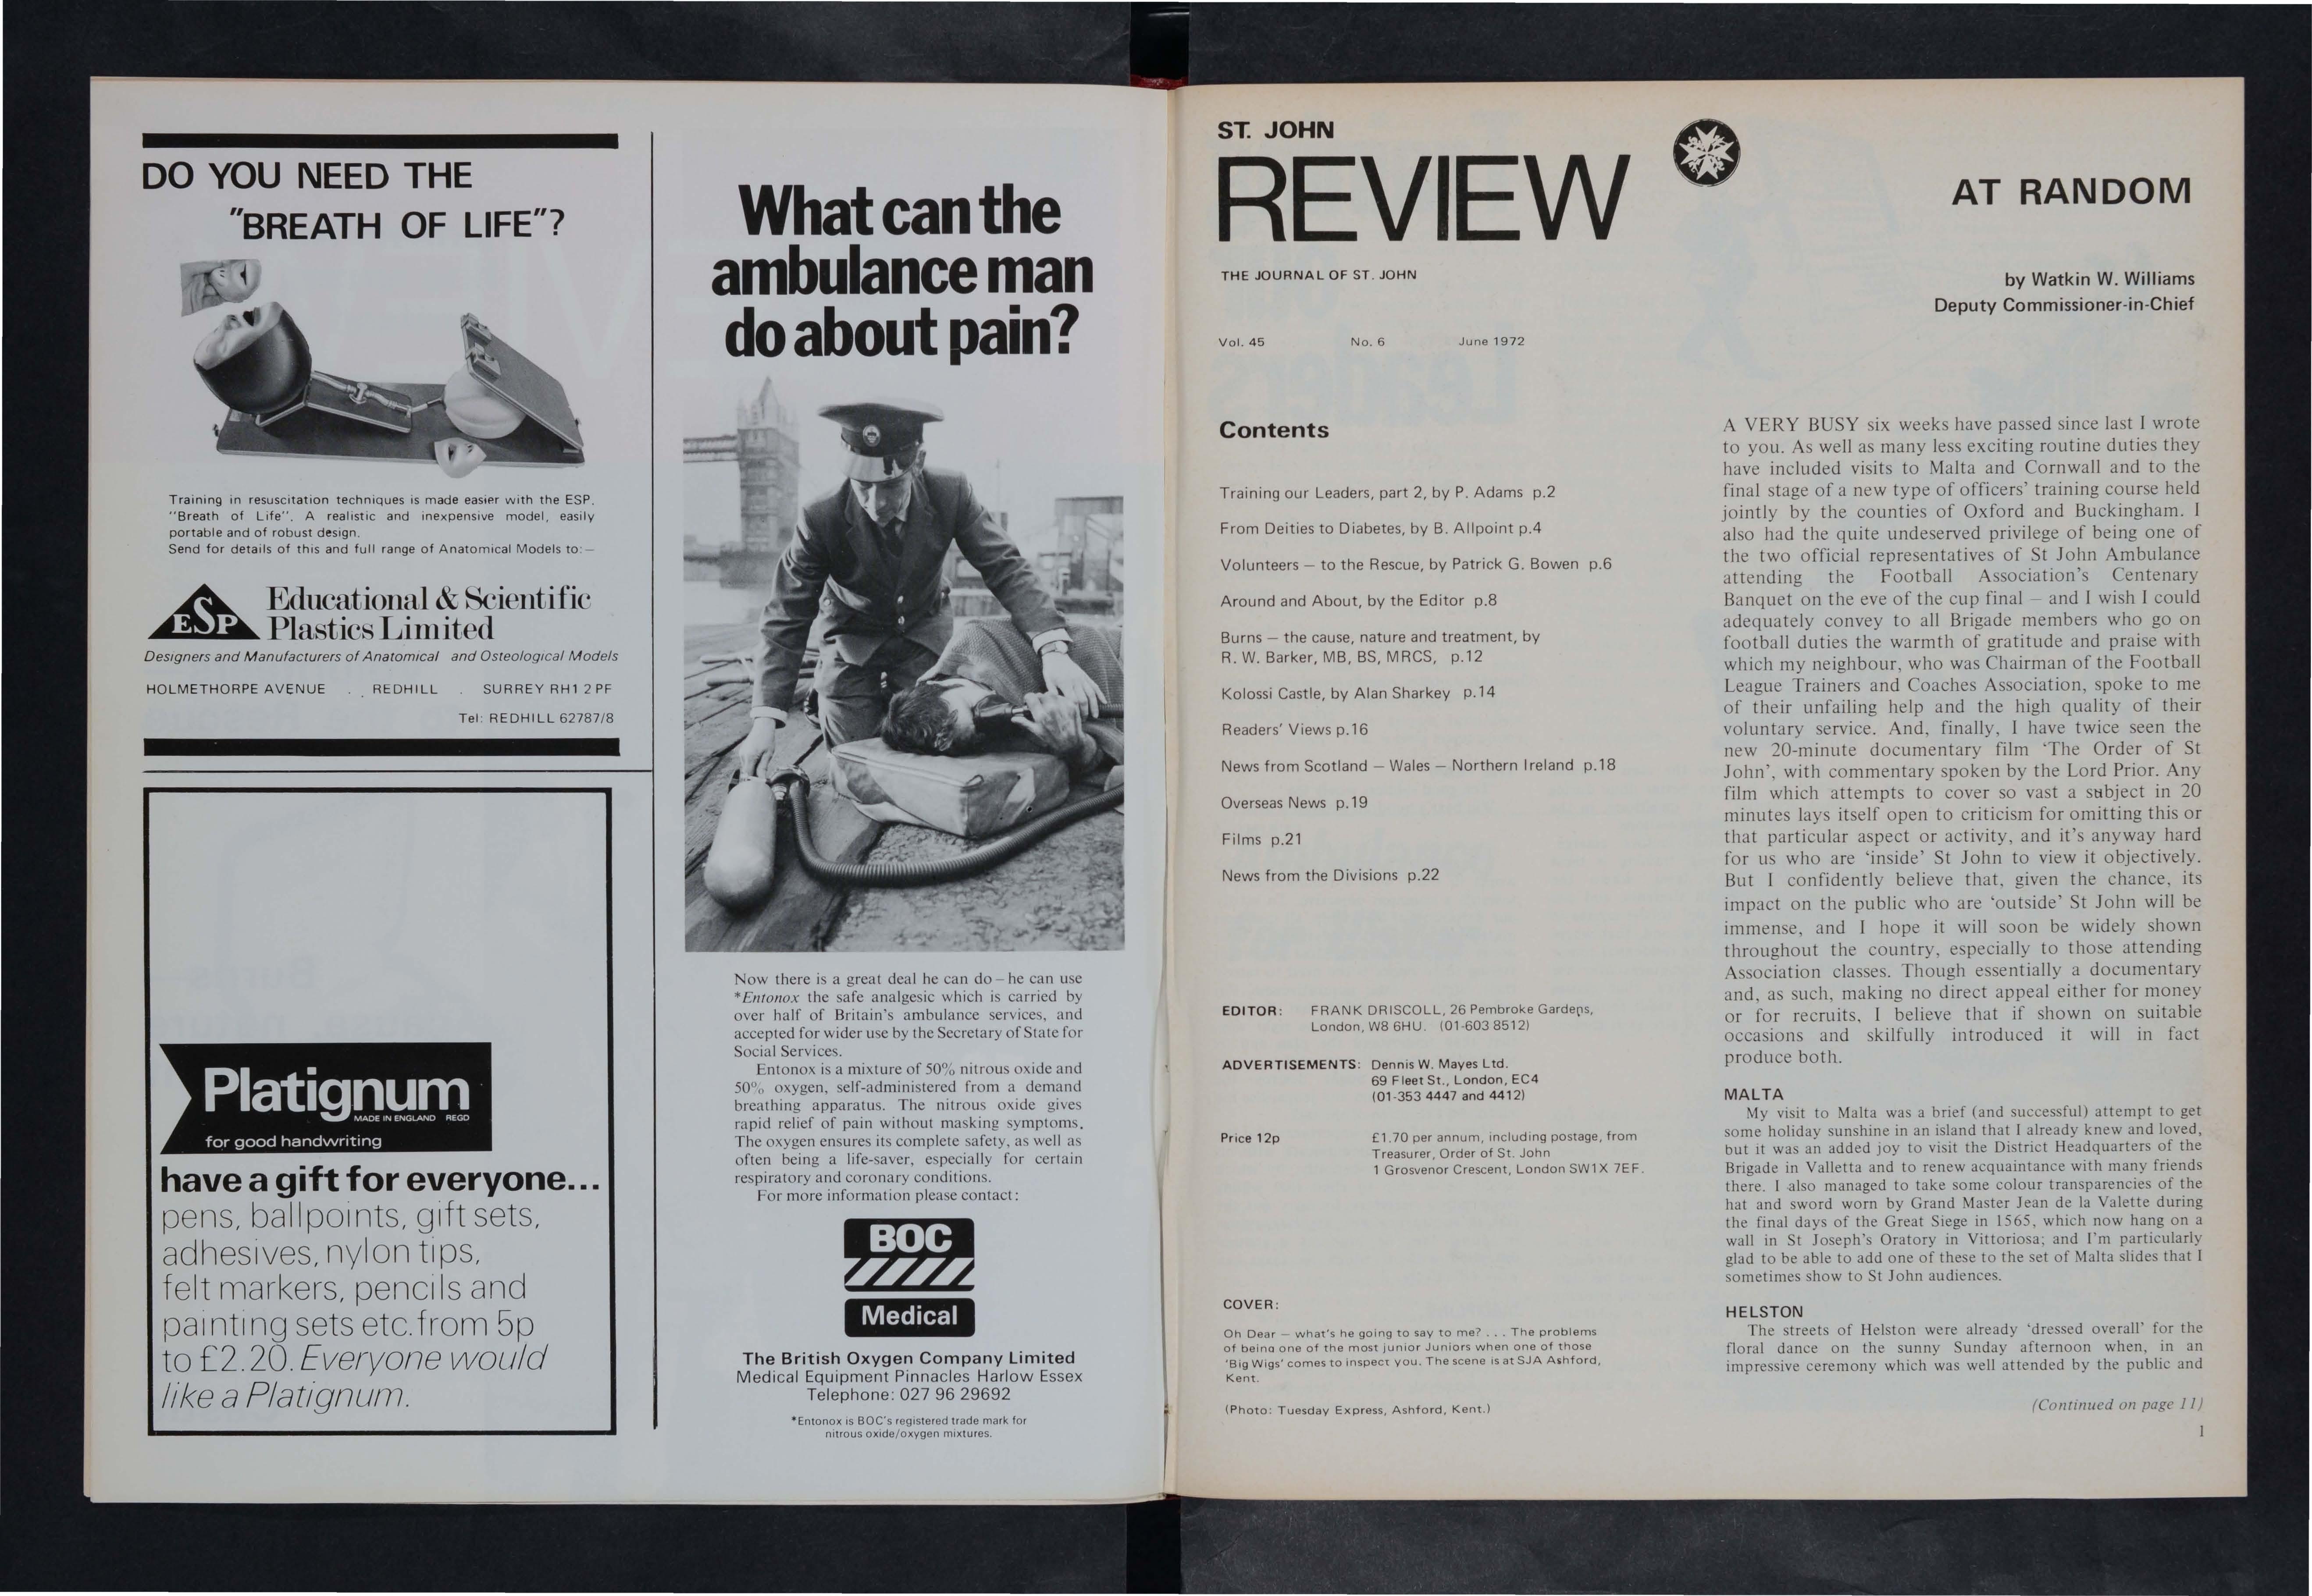 DO YOU NEED THE
"BREATH OF LIFE"?
Training in resuscitation techniques is made easier with the ESP.
"Breath of Life". A realistic and inexpensive model, easily
portable and of robust design.
Send for details of this and full range of Anatomical Models to:—
ESP
Educational & Scientific
Plastics Limited
Designers and Manufacturers of Anatomical and Osteological Models
HOLMETHORPE AVENUE . . REDHILL . SURREY RH1 2 PF
Tel: REDHILL 62787/8
Platignum
MADE IN ENGLAND REGD
for good handwriting
have a gift for everyone...
pens, ballpoints, gift sets,
adhesives, nylon tips,
felt markers, pencils and
painting sets etc. from 5p
to £2.20. Everyone would
like a Platignum.
What can the
ambulance man
do about pain?
Now there is a great deal he can do – he can use
*Entonox the safe analgesic which is carried by
over half of Britain's ambulance services, and
accepted for wider use by the Secretary of State for
Social Services.
Entonox is a mixture of 50% nitrous oxide and
50% oxygen, self-administered from a demand
breathing apparatus. The nitrous oxide gives
rapid relief of pain without masking symptoms.
The oxygen ensures its complete safety, as well as
often being a life-saver, especially for certain
respiratory and coronary conditions.
For more information please contact:
BOC
Medical
The British Oxygen Company Limited
Medical Equipment Pinnacles Harlow Essex
Telephone: 027 96 29692
*Entonox is BOC's registered trade mark for
nitrous oxide/oxygen mixtures.
ST. JOHN
REVIEW
THE JOURNAL OF ST. JOHN
Vol. 45 No. 6 June 1972
Contents
Training our Leaders, part 2, by P. Adams p.2
From Deities to Diabetes, by B. Allpoint p.4
Volunteers — to the Rescue, by Patrick G. Bowen p.6
Around and About, by the Editor p.8
Burns — the cause, nature and treatment, by
R. W. Barker, MB, BS, MRCS, p.12
Kolossi Castle, by Alan Sharkey p.14
Readers' Views p.16
News from Scotland — Wales — Northern Ireland p.18
Overseas News p.19
Films p.21
News from the Divisions p.22
EDITOR: FRANK DRISCOLL, 26 Pembroke Gardens,
London, W8 6HU. (01-603 8512)
ADVERTISEMENTS: Dennis W. Mayes Ltd.
69 Fleet St., London, EC4
(01-353 4447 and 4412)
Price 12p £1.70 per annum, including postage, from
Treasurer, Order of St. John
1 Grosvenor Crescent, London SW1X 7EF.
COVER:
Oh Dear — what's he going to say to me? . . . The problems
of being one of the most junior Juniors when one of those
'Big Wigs' comes to inspect you. The scene is at SJA Ashford,
Kent.
(Photo: Tuesday Express, Ashford, Kent.)
AT RANDOM
by Watkin W. Williams
Deputy Commissioner-in-Chief
A VERY BUSY six weeks have passed since last I wrote
to you. As well as many less exciting routine duties they
have included visits to Malta and Cornwall and to the
final stage of a new type of officers' training course held
jointly by the counties of Oxford and Buckingham. I
also had the quite undeserved privilege of being one of
the two official representatives of St John Ambulance
attending the Football Association's Centenary
Banquet on the eve of the cup final — and I wish I could
adequately convey to all Brigade members who go on
football duties the warmth of gratitude and praise with
which my neighbour, who was Chairman of the Football
League Trainers and Coaches Association, spoke to me
of their unfailing help and the high quality of their
voluntary service. And, finally, I have twice seen the
new 20-minute documentary film 'The Order of St
John', with commentary spoken by the Lord Prior. Any
film which attempts to cover so vast a subject in 20
minutes lays itself open to criticism for omitting this or
that particular aspect or activity, and it's anyway hard
for us who are 'inside' St John to view it objectively.
But I confidently believe that, given the chance, its
impact on the public who are 'outside' St John will be
immense, and I hope it will soon be widely shown
throughout the country, especially to those attending
Association classes. Though essentially a documentary
and, as such, making no direct appeal either for money
or for recruits, I believe that if shown on suitable
occasions and skilfully introduced it will in fact
produce both.
MALTA
My visit to Malta was a brief (and successful) attempt to get
some holiday sunshine in an island that I already knew and loved,
but it was an added joy to visit the District Headquarters of the
Brigade in Valletta and to renew acquaintance with many friends
there. I also managed to take some colour transparencies of the
hat and sword worn by Grand Master Jean de la Valette during
the final days of the Great Siege in 1565, which now hang on a
wall in St Joseph's Oratory in Vittoriosa; and I'm particularly
glad to be able to add one of these to the set of Malta slides that I
sometimes show to St John audiences.
HELSTON
The streets of Helston were already 'dressed overall' for the
floral dance on the sunny Sunday afternoon when, in an
impressive ceremony which was well attended by the public and
(Continued on page 11)
1